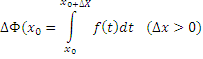 ΔΦ(x₀ = ∫_{x₀}^{x₀+ΔX} f(t)dt (Δx > 0)